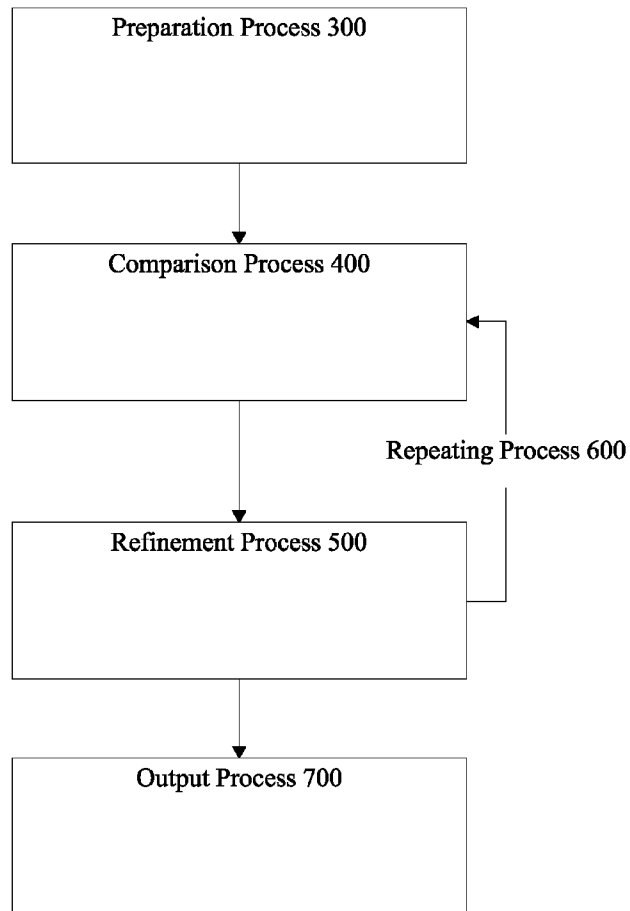 Preparation Process 300
Comparison Process 400
Repeating Process 600
Refinement Process 500
Output Process 700